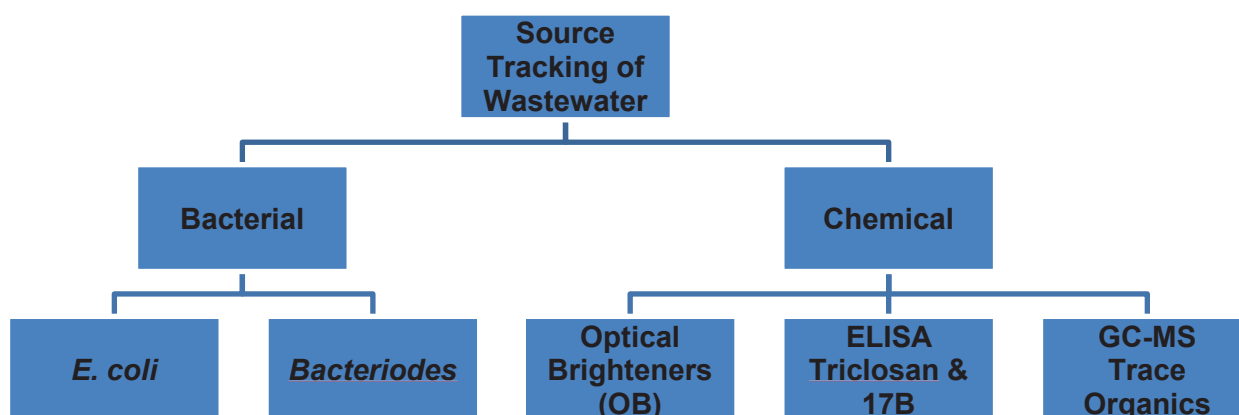 Source
Tracking of
Wastewater
Bacterial
Chemical
E. coli
Bacteriodes
Optical
Brighteners
(OB)
ELISA
Triclosan &
17B
GC-MS
Trace
Organics